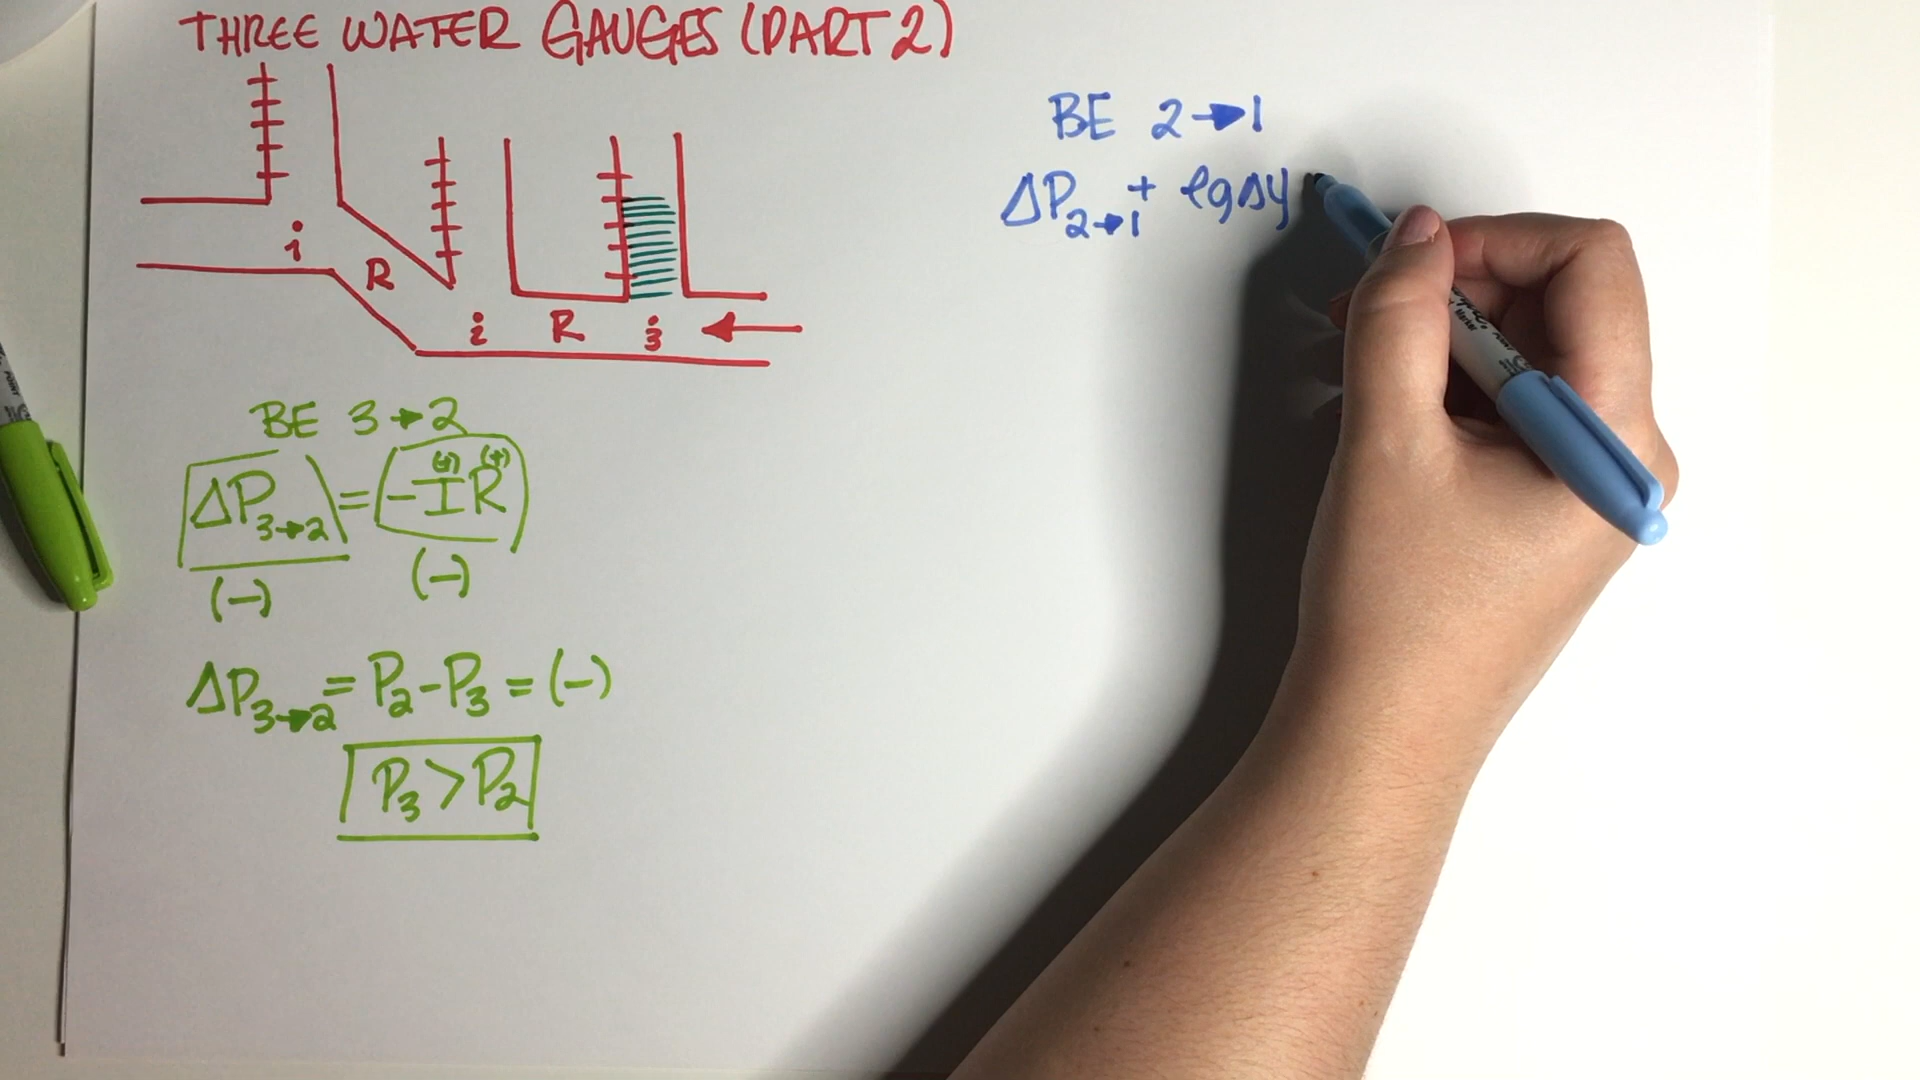 THREE WATER GAUGES (PART 2)
1
R
2
R
3
BE 3→2
ΔP3→2 = -IR
(+) (+)
(-) (-)
ΔP3→2 = P2-P3 = (-)
P3 > P2
BE 2→1
ΔP2→1 + ρgΔy